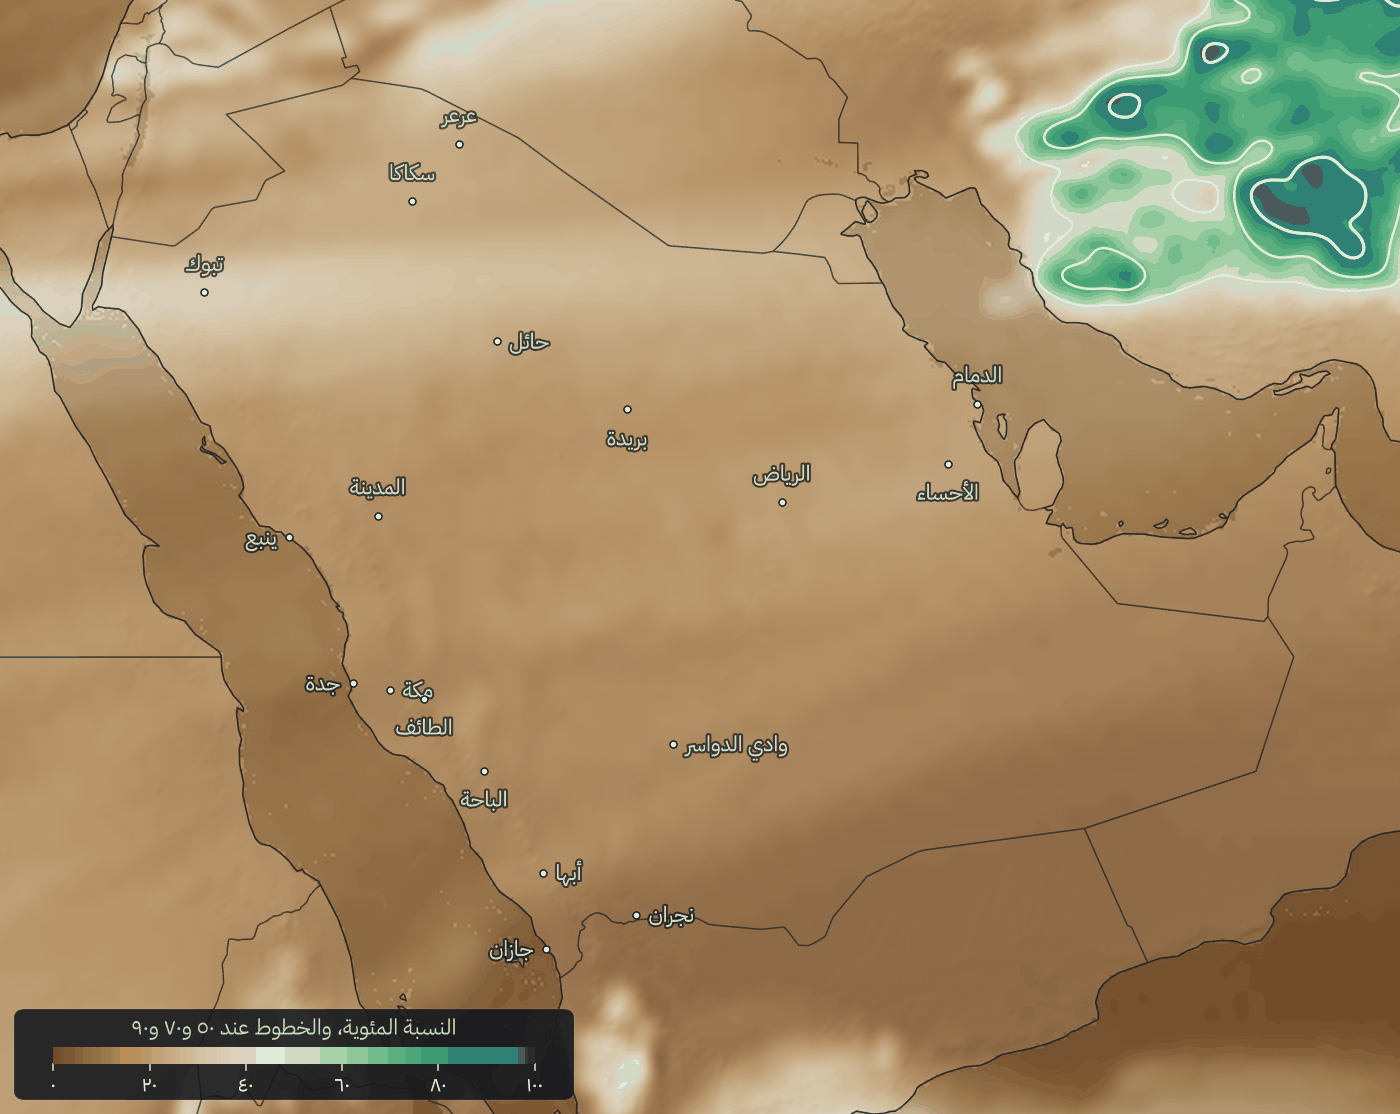 عرعر
سكاكا
تبوك
حائل
الدمام
بريدة
الرياض
الأحساء
المدينة
ينبع
جدة
مكة
الطائف
وادي الدواسر
الباحة
أبها
نجران
جازان
النسبة المئوية، والخطوط عند ٥٠ و٧٠ و٩٠
٠ ٢٠ ٤٠ ٦٠ ٨٠ ١٠٠